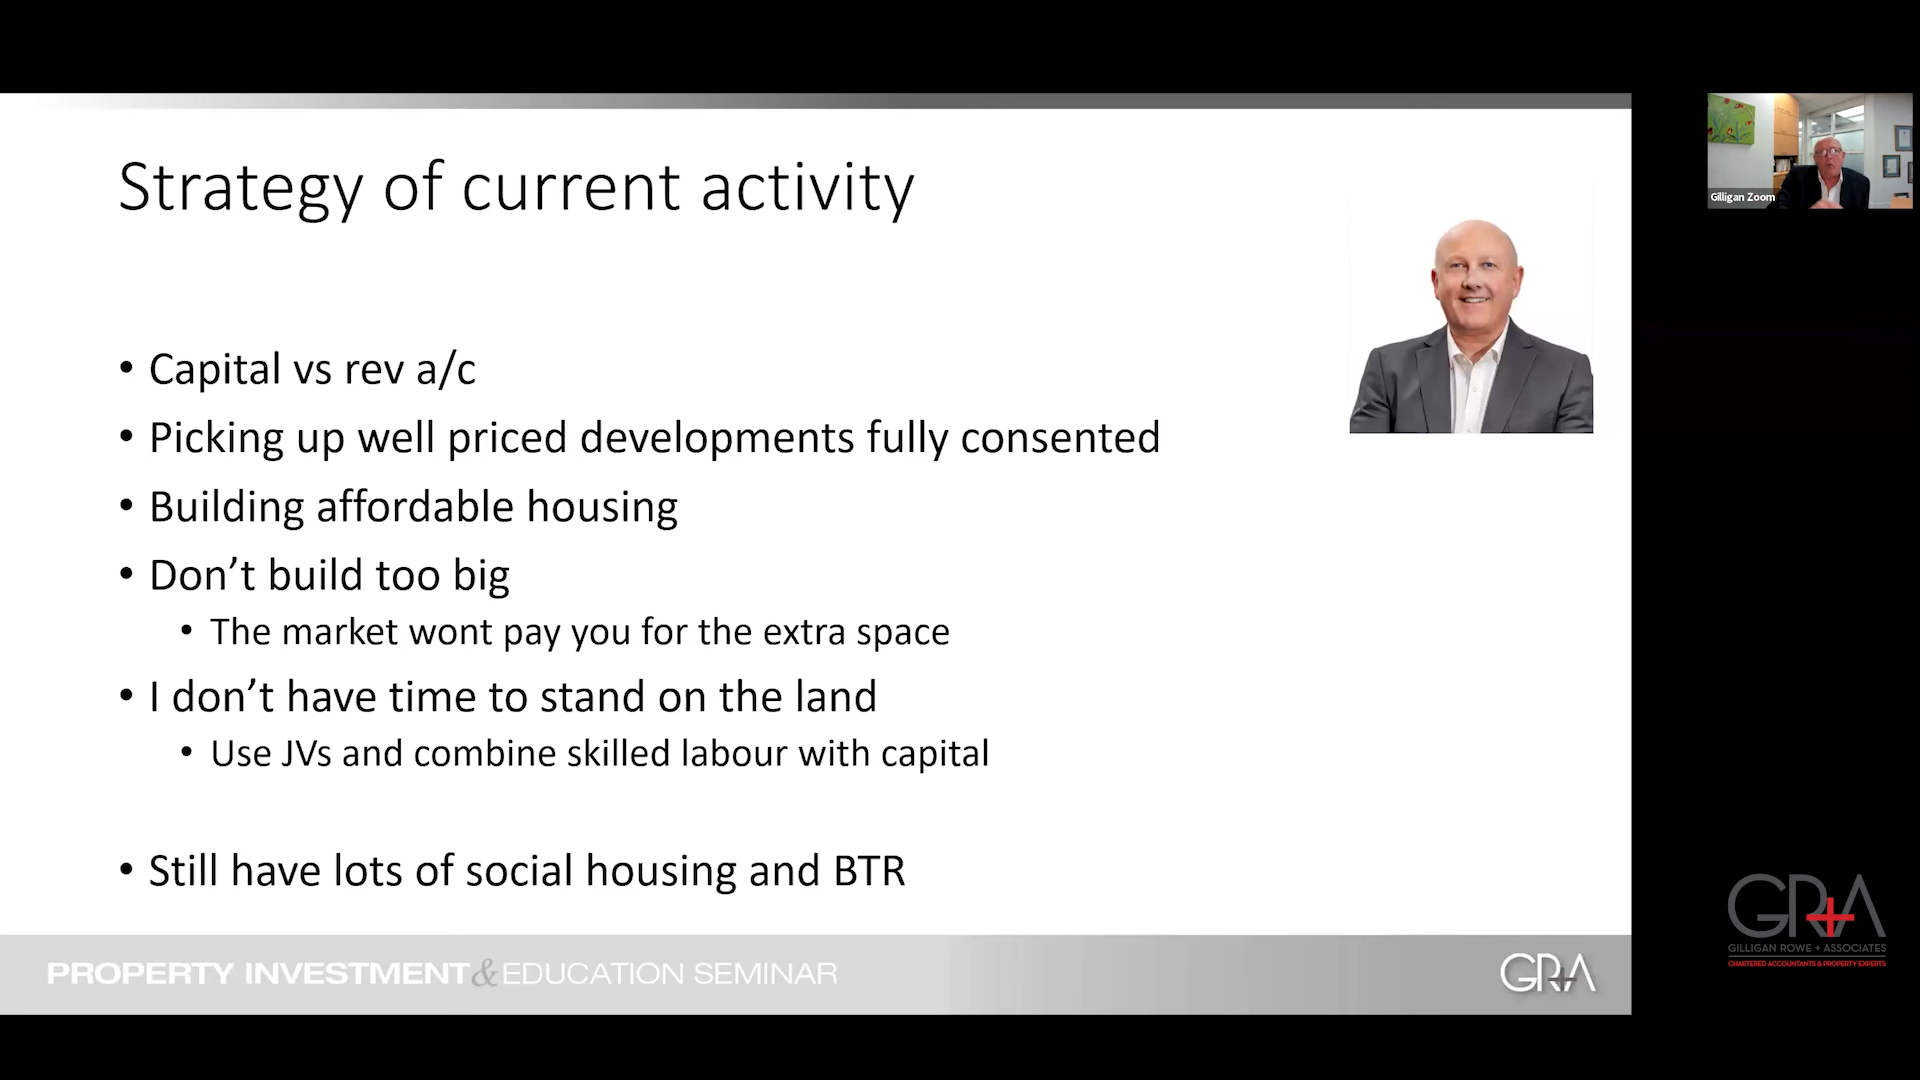 Strategy of current activity
• Capital vs rev a/c
• Picking up well priced developments fully consented
• Building affordable housing
• Don’t build too big
• The market wont pay you for the extra space
• I don’t have time to stand on the land
• Use JVs and combine skilled labour with capital
• Still have lots of social housing and BTR
PROPERTY INVESTMENT & EDUCATION SEMINAR
GR+A
Gilligan Zoom
GR+A
GILLIGAN ROWE + ASSOCIATES
CHARTERED ACCOUNTANTS & PROPERTY EXPERTS